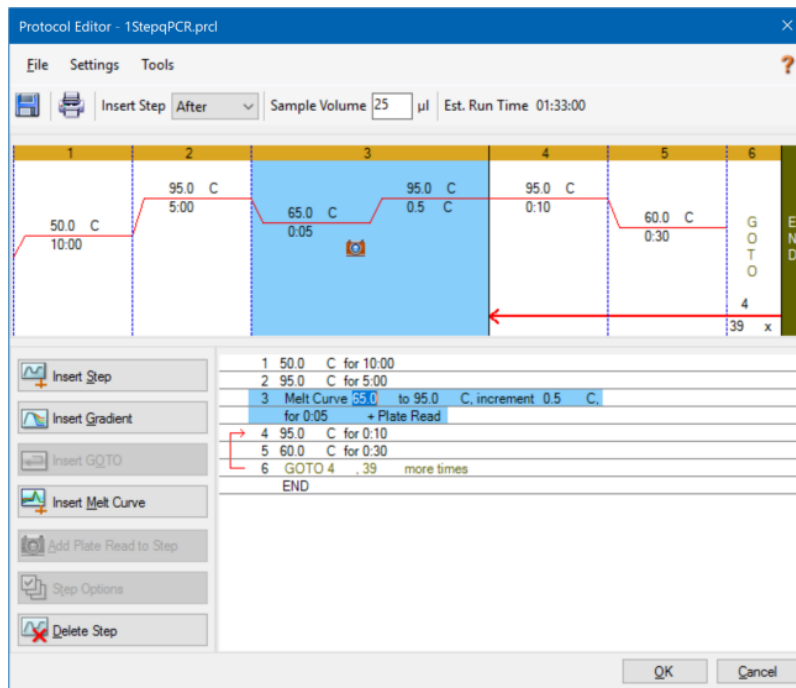 Protocol Editor - 1StepqPCR.prcl
File Settings Tools ?
Insert Step After Sample Volume 25 µl Est. Run Time 01:33:00
1 2 3 4 5 6
50.0 C
10:00
95.0 C
5:00
65.0 C
0:05
95.0 C
0.5 C
95.0 C
0:10
60.0 C
0:30
GOTO
4
39 x
END
Insert Step
Insert Gradient
Insert GOTO
Insert Melt Curve
Add Plate Read to Step
Step Options
Delete Step
1 50.0 C for 10:00
2 95.0 C for 5:00
3 Melt Curve 65.0 to 95.0 C, increment 0.5 C,
for 0:05 + Plate Read
4 95.0 C for 0:10
5 60.0 C for 0:30
6 GOTO 4 , 39 more times
END
OK Cancel